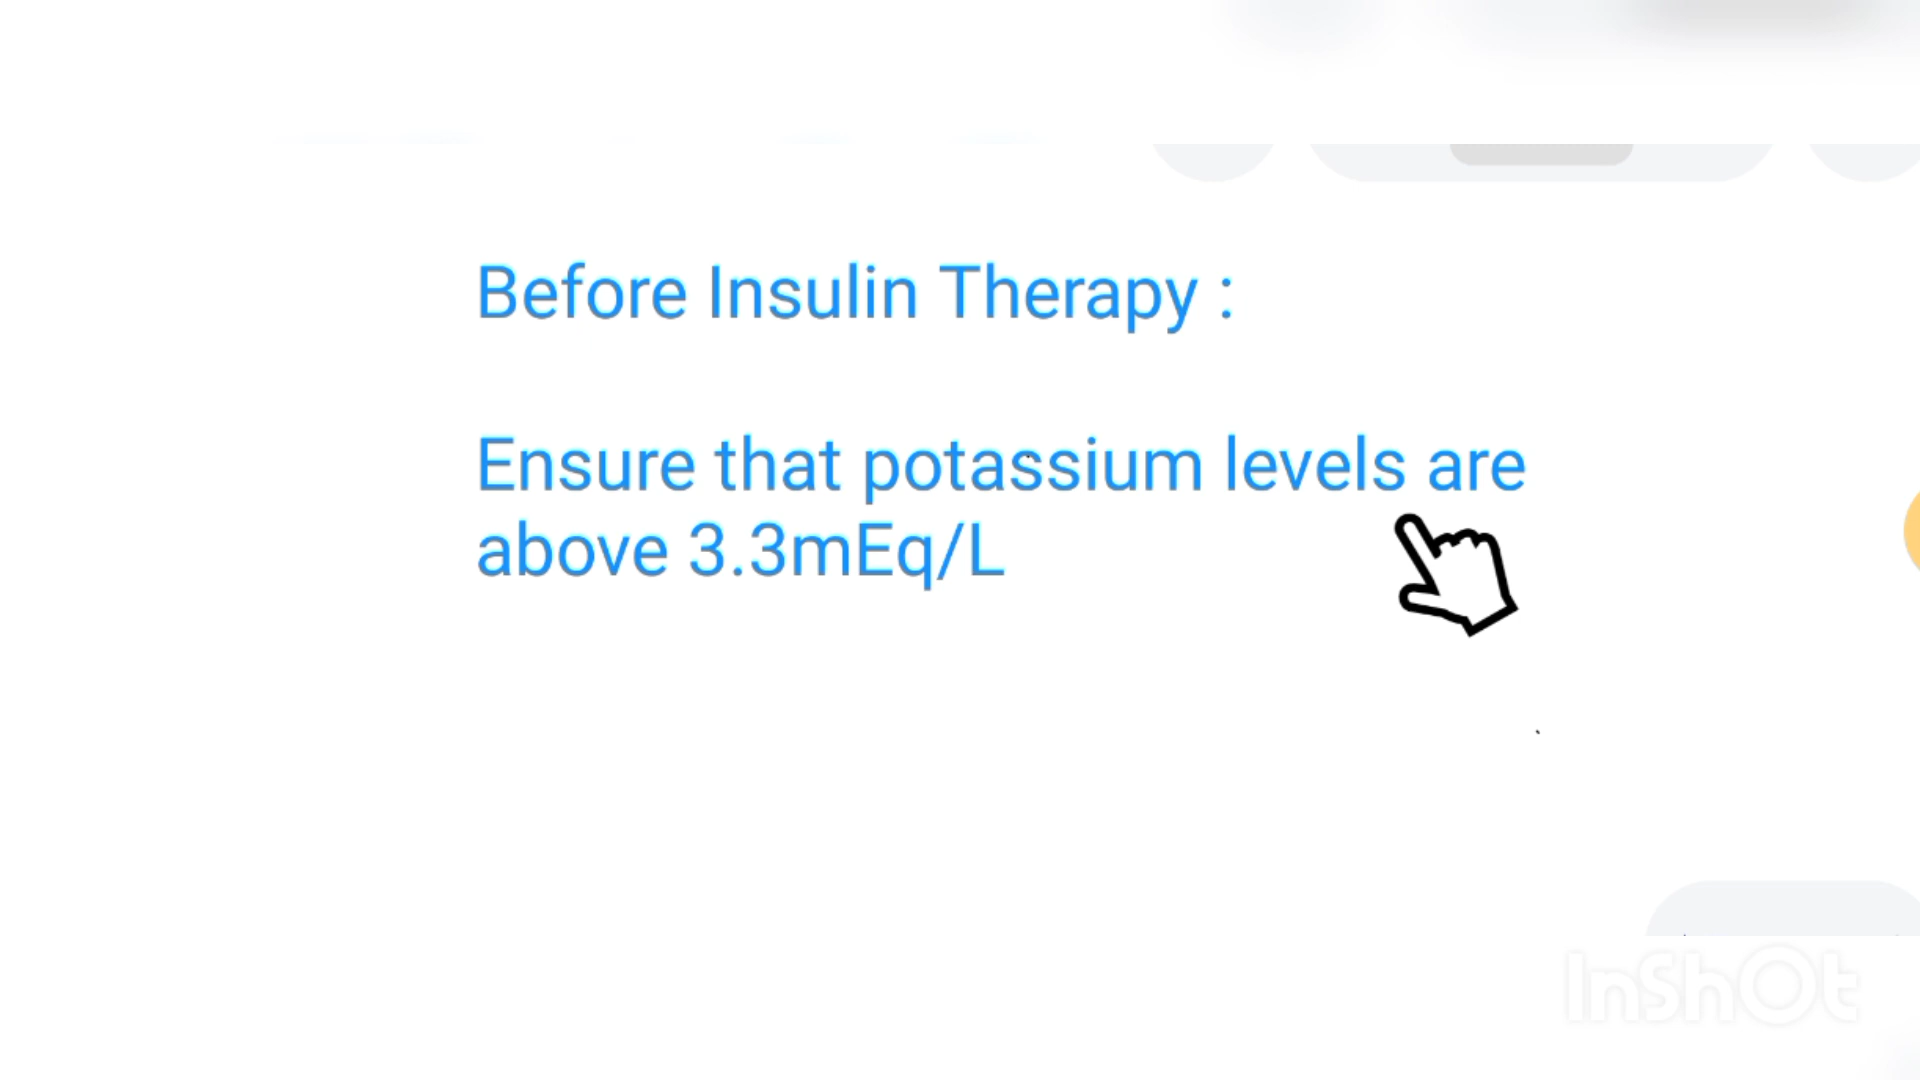 Before Insulin Therapy :
Ensure that potassium levels are
above 3.3mEq/L
InShOt